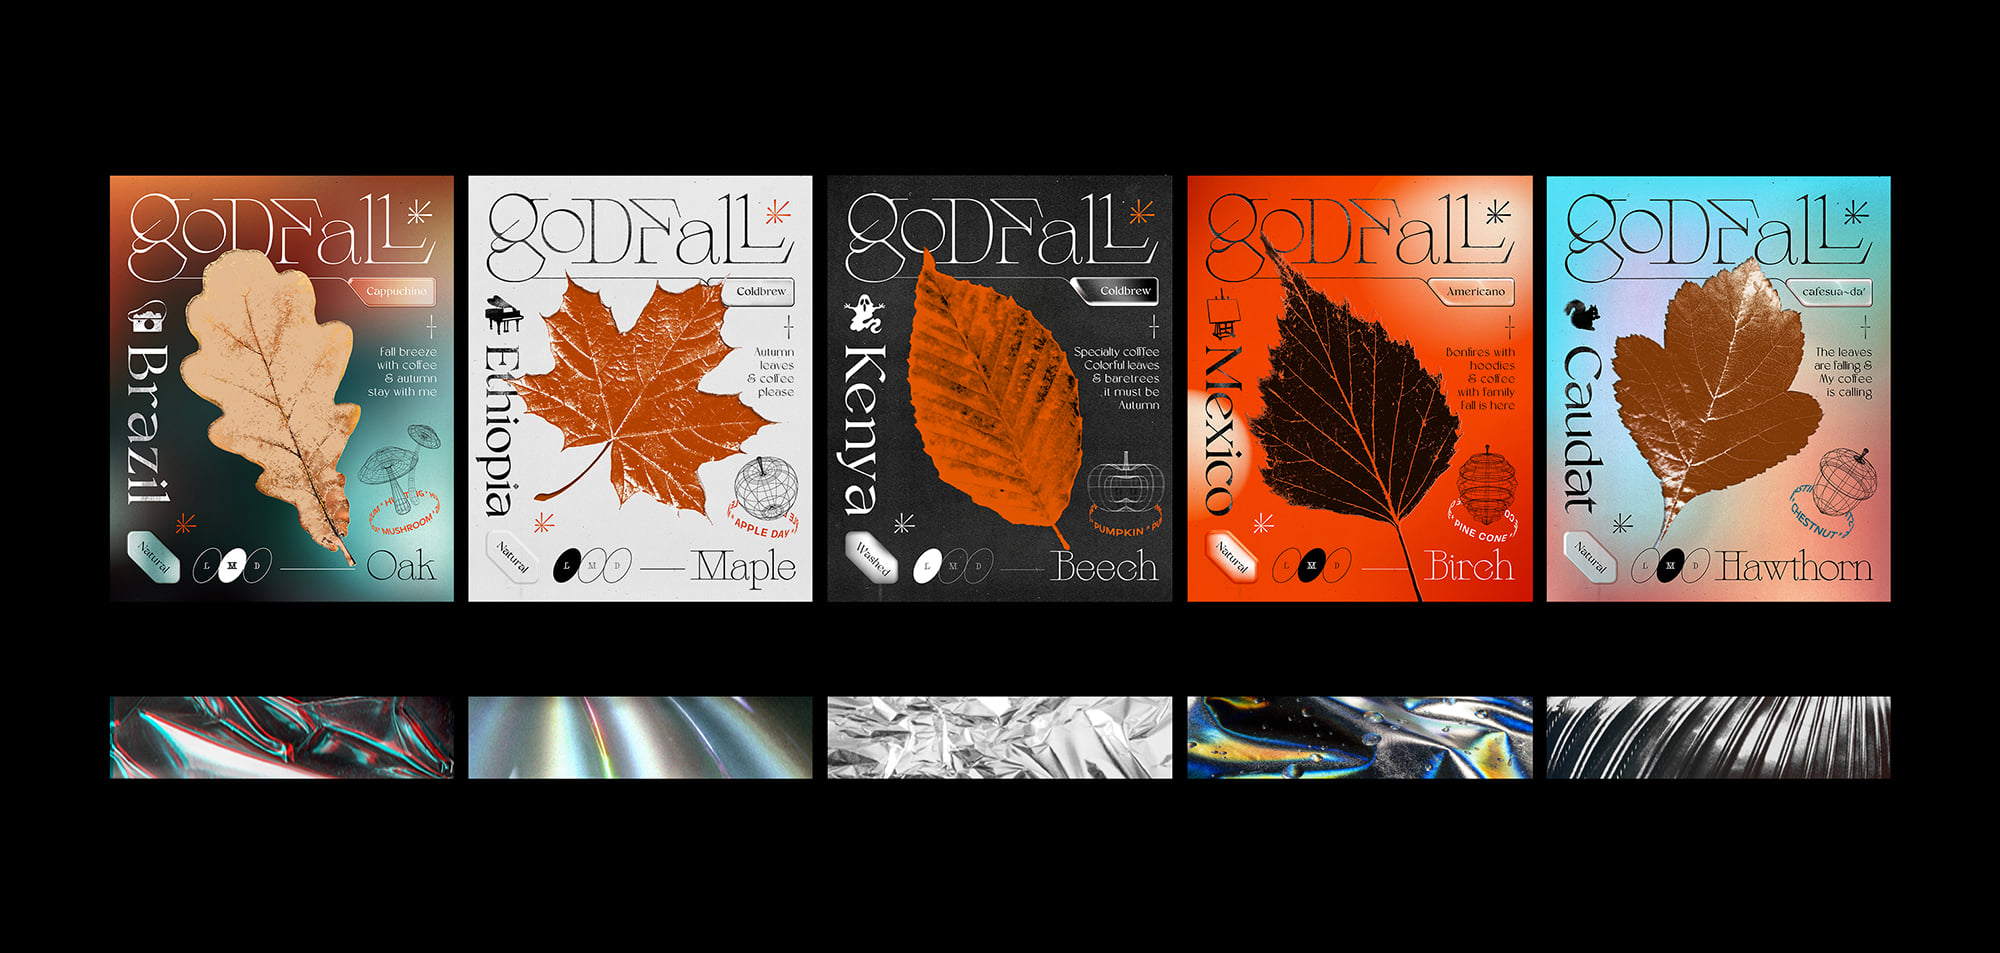 goDFaLL
Cappuchino
Brazil
Fall breeze
with coffee
& autumn
stay with me
MUSHROOM
Natural
L M D
Oak
goDFaLL
Coldbrew
Ethiopia
Autumn
leaves
& coffee
please
APPLE DAY
Natural
L M D
Maple
goDFaLL
Coldbrew
Kenya
Specialty coffee
Colorful leaves
& baretrees
, it must be
Autumn
PUMPKIN
Washed
L M D
Beech
goDFaLL
Americano
Mexico
Bonfires with
hoodies
& coffee
with family
Fall is here
PINE CONE
Natural
L M D
Birch
goDFaLL
cafesua~da'
Caudat
The leaves
are falling &
My coffee
is calling
CHESTNUT
Natural
L M D
Hawthorn